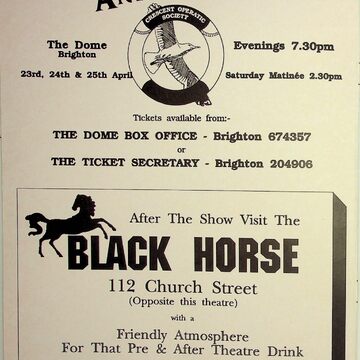 CRESCENT OPERATIC
SOCIETY
The Dome
Brighton
Evenings 7.30pm
23rd, 24th & 25th April
Saturday Matinée 2.30pm
Tickets available from:-
THE DOME BOX OFFICE - Brighton 674357
or
THE TICKET SECRETARY - Brighton 204906
After The Show Visit The
BLACK HORSE
112 Church Street
(Opposite this theatre)
with a
Friendly Atmosphere
For That Pre & After Theatre Drink